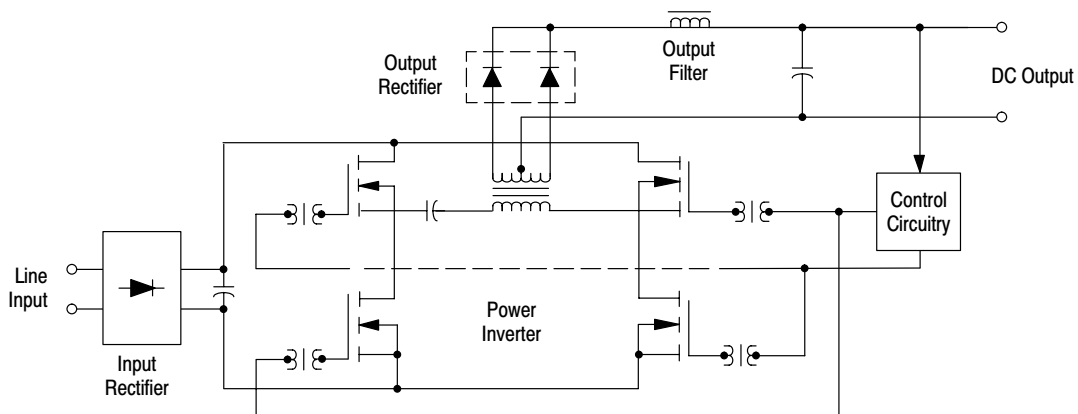 Output
Filter
Output
Rectifier
DC Output
Control
Circuitry
Line
Input
Power
Inverter
Input
Rectifier